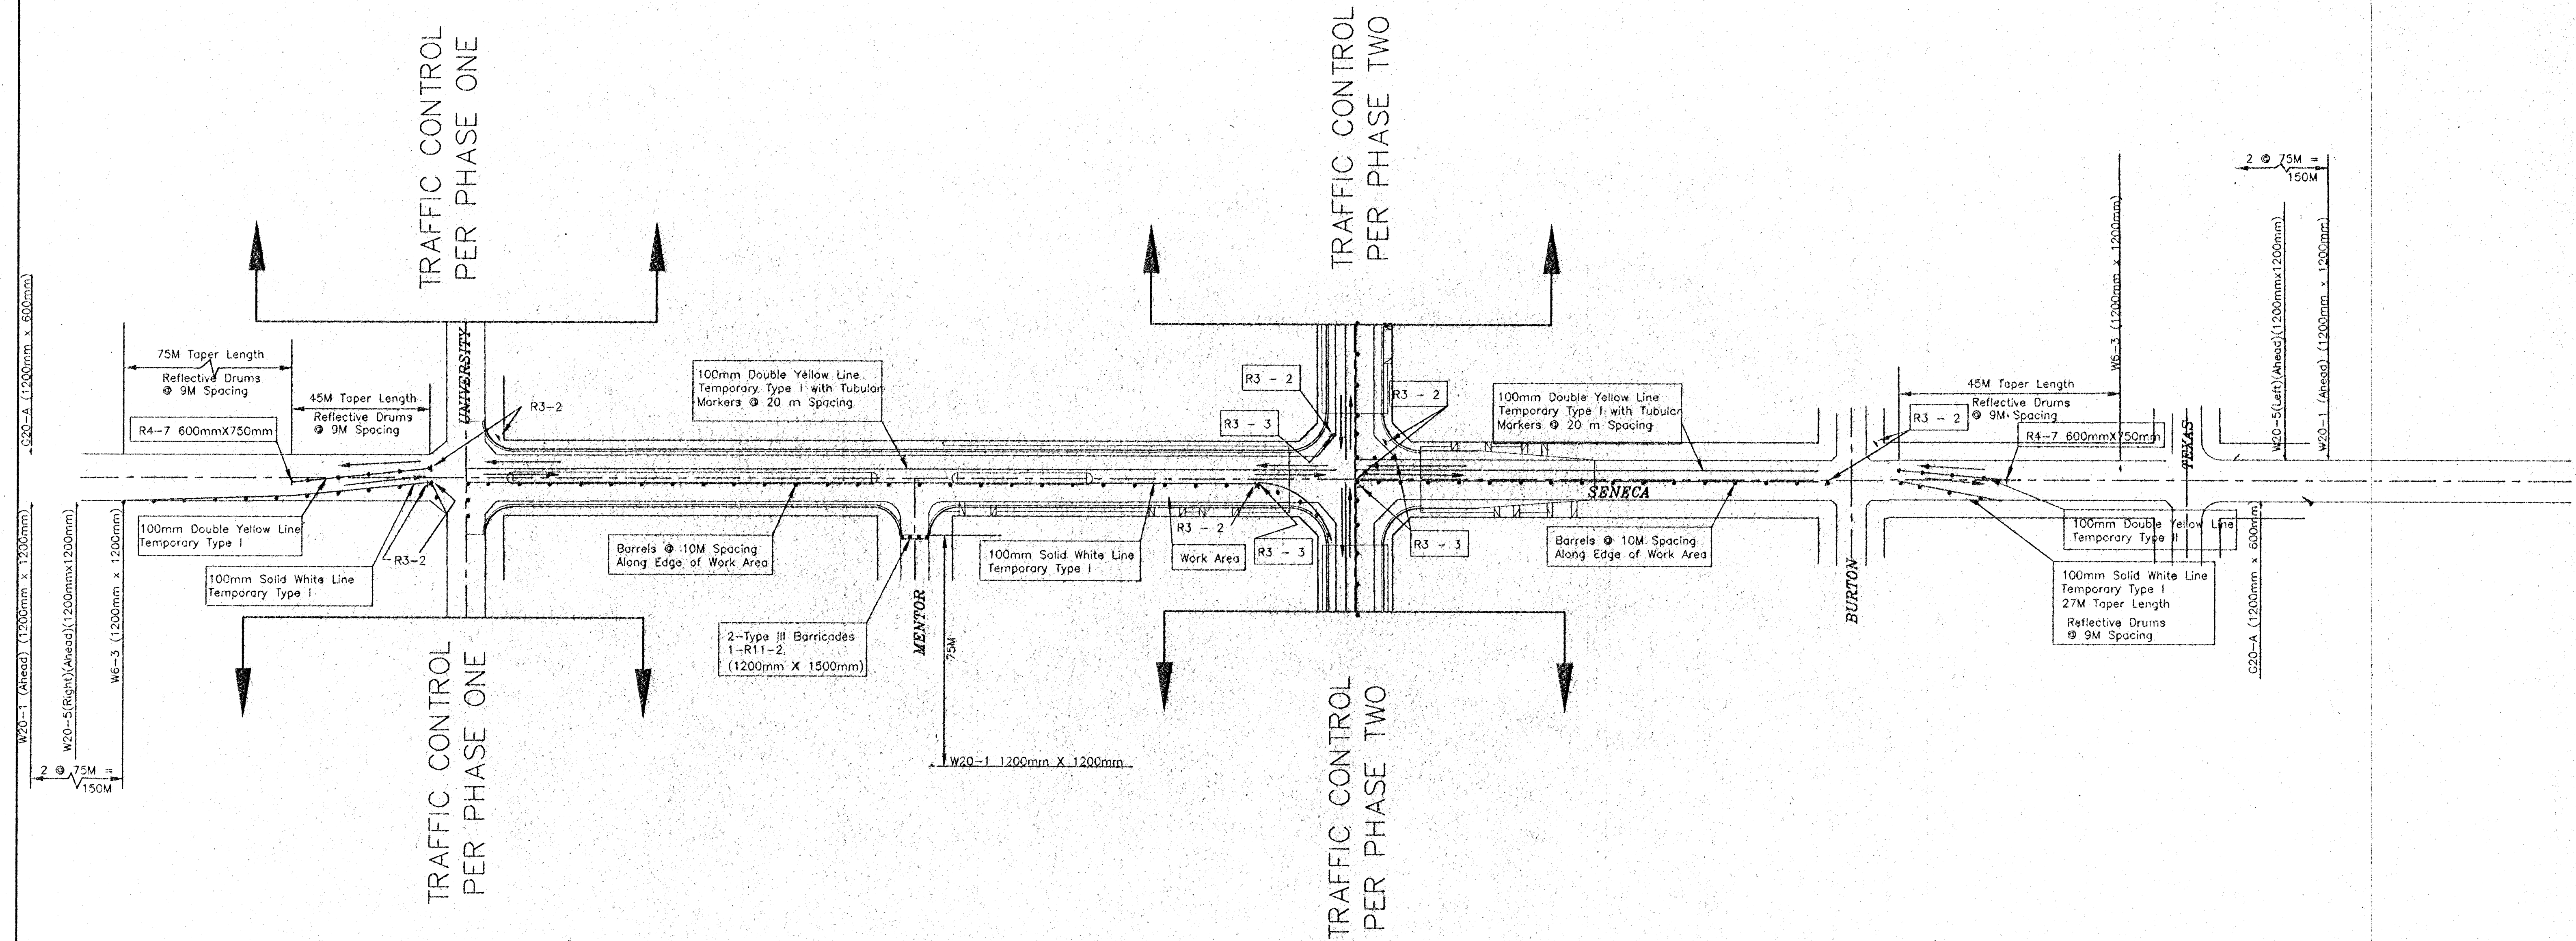 TRAFFIC CONTROL
PER PHASE ONE
TRAFFIC CONTROL
PER PHASE TWO
2 @ 75M =
150M
G20-A (1200mm x 600mm)
75M Taper Length
Reflective Drums
@ 9M Spacing
45M Taper Length
Reflective Drums
@ 9M Spacing
R4-7 600mmX750mm
UNIVERSITY
R3-2
100mm Double Yellow Line
Temporary Type I with Tubular
Markers @ 20 m Spacing
R3 - 2
R3 - 3
R3 - 2
100mm Double Yellow Line
Temporary Type I with Tubular
Markers @ 20 m Spacing
45M Taper Length
Reflective Drums
@ 9M Spacing
R3 - 2
R4-7 600mmX750mm
W6-3 (1200mm x 1200mm)
TEXAS
W20-5(Left)(Ahead)(1200mmx1200mm)
W20-1 (Ahead) (1200mm x 1200mm)
SENECA
W20-1 (Ahead) (1200mm x 1200mm)
W20-5(Right)(Ahead)(1200mmx1200mm)
W6-3 (1200mm x 1200mm)
2 @ 75M =
150M
100mm Double Yellow Line
Temporary Type I
100mm Solid White Line
Temporary Type I
R3-2
Barrels @ 10M Spacing
Along Edge of Work Area
2-Type III Barricades
1-R11-2
(1200mm X 1500mm)
MENTOR
75M
W20-1 1200mm X 1200mm
100mm Solid White Line
Temporary Type I
R3 - 2
Work Area
R3 - 3
R3 - 3
Barrels @ 10M Spacing
Along Edge of Work Area
BURTON
100mm Double Yellow Line
Temporary Type II
100mm Solid White Line
Temporary Type I
27M Taper Length
Reflective Drums
@ 9M Spacing
G20-A (1200mm x 600mm)
TRAFFIC CONTROL
PER PHASE ONE
TRAFFIC CONTROL
PER PHASE TWO